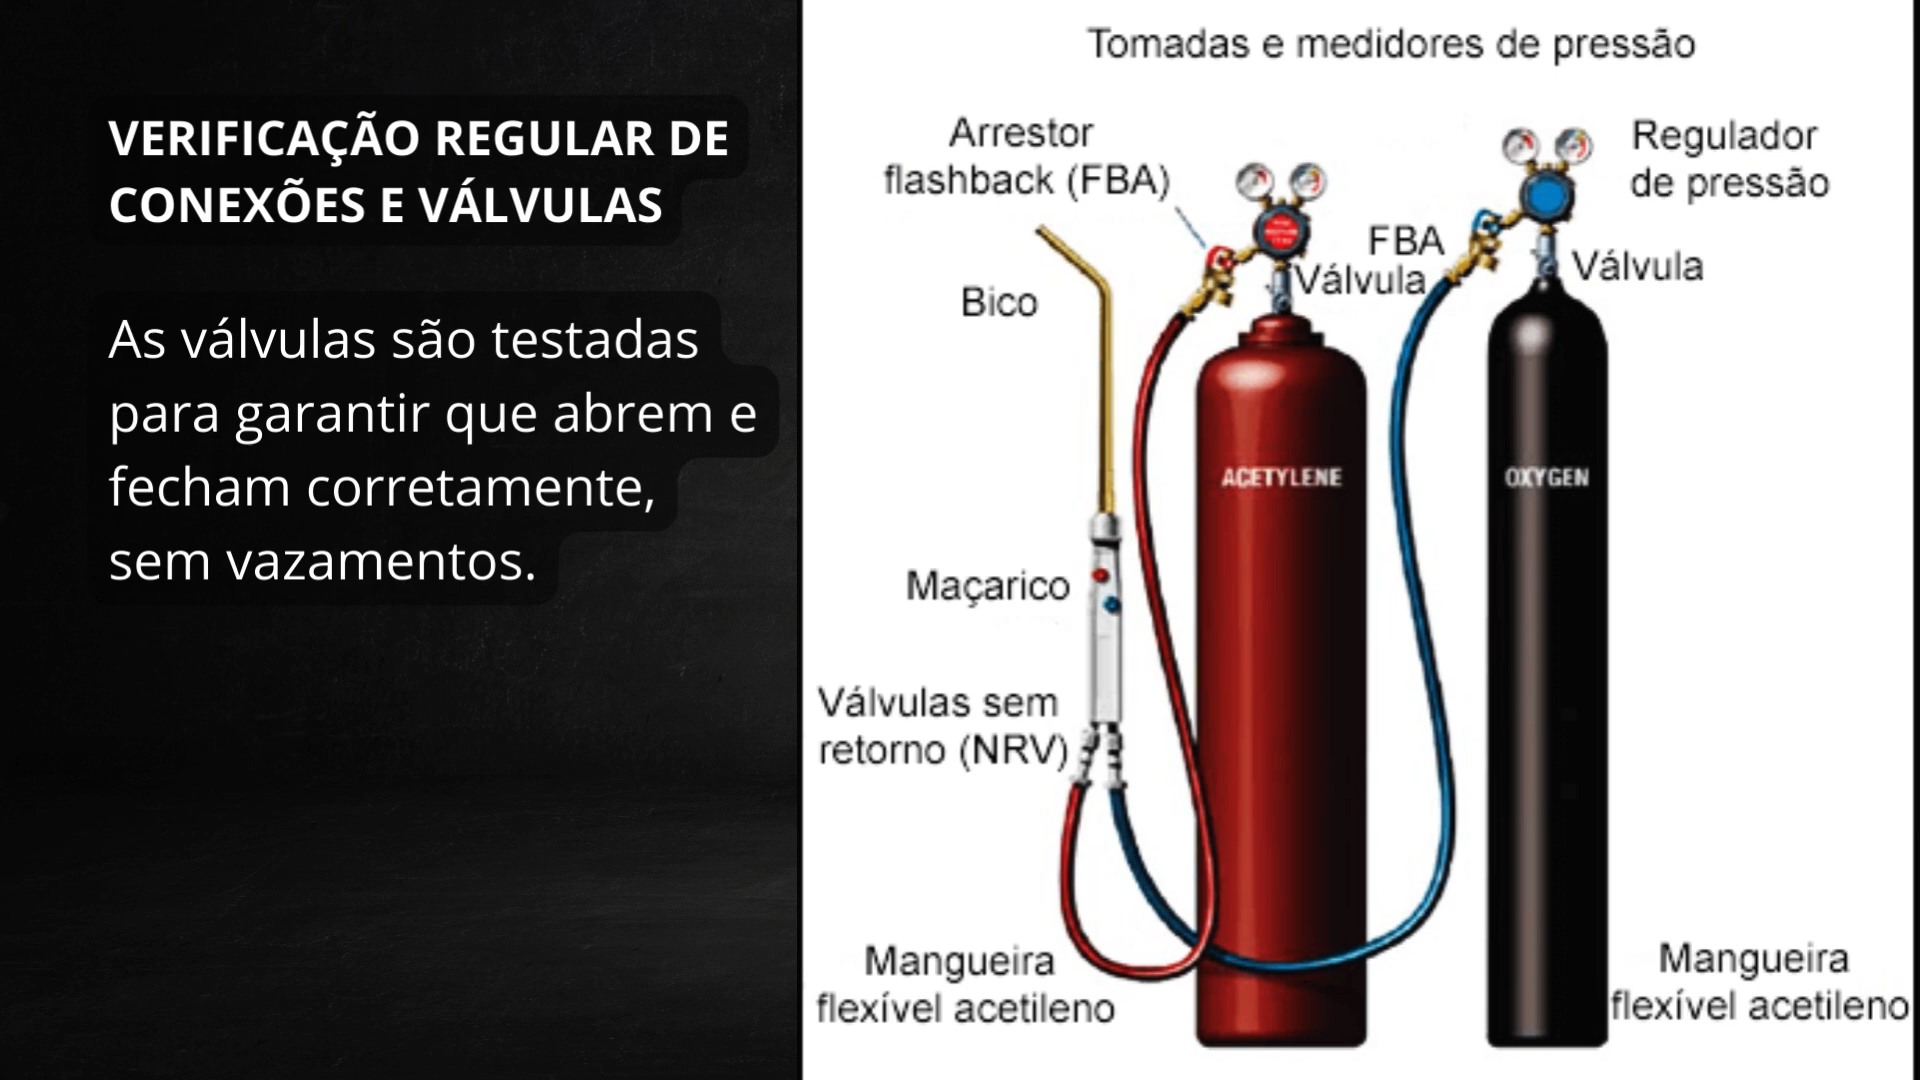 VERIFICAÇÃO REGULAR DE
CONEXÕES E VÁLVULAS
As válvulas são testadas
para garantir que abrem e
fecham corretamente,
sem vazamentos.
Tomadas e medidores de pressão
Arrestor
flashback (FBA)
Regulador
de pressão
FBA
Válvula
Válvula
Bico
ACETYLENE
OXYGEN
Maçarico
Válvulas sem
retorno (NRV)
Mangueira
flexível acetileno
Mangueira
flexível acetileno